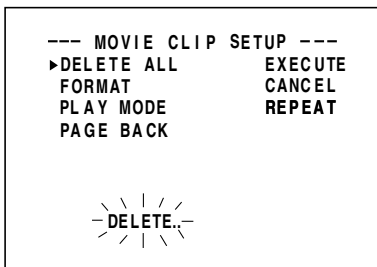 --- MOVIE CLIP SETUP ---
▶DELETE ALL EXECUTE
FORMAT CANCEL
PLAY MODE REPEAT
PAGE BACK
DELETE..